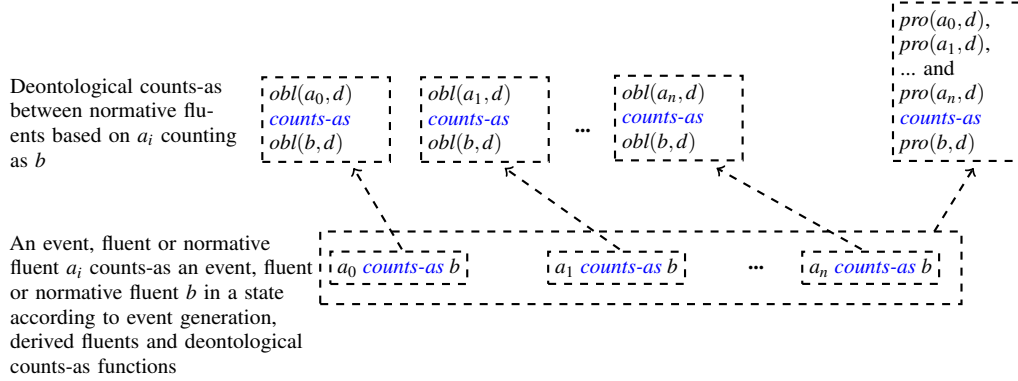 Deontological counts-as
between normative flu-
ents based on a_i counting
as b
obl(a_0, d)
counts-as
obl(b, d)
obl(a_1, d)
counts-as
obl(b, d)
...
obl(a_n, d)
counts-as
obl(b, d)
pro(a_0, d),
pro(a_1, d),
... and
pro(a_n, d)
counts-as
pro(b, d)
An event, fluent or normative
fluent a_i counts-as an event, fluent
or normative fluent b in a state
according to event generation,
derived fluents and deontological
counts-as functions
a_0 counts-as b
a_1 counts-as b
...
a_n counts-as b